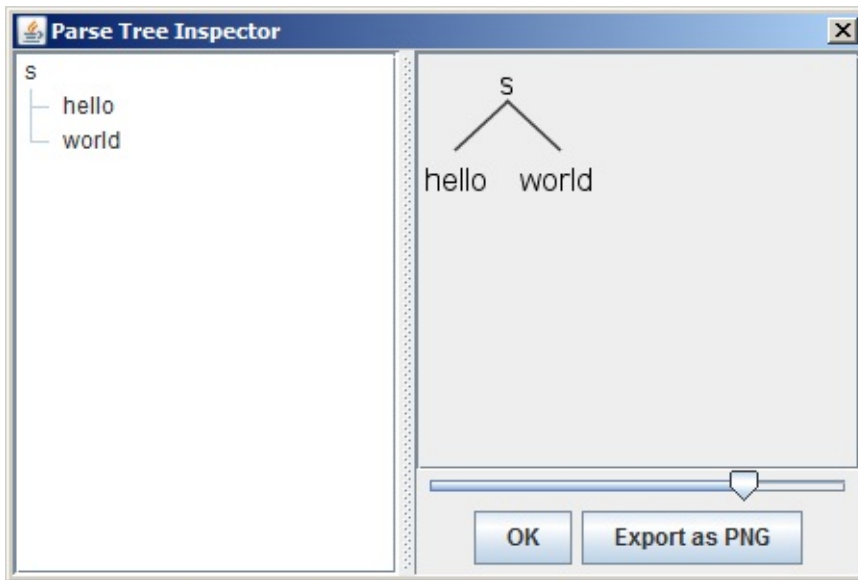 Parse Tree Inspector
s
hello
world
s
hello world
OK Export as PNG